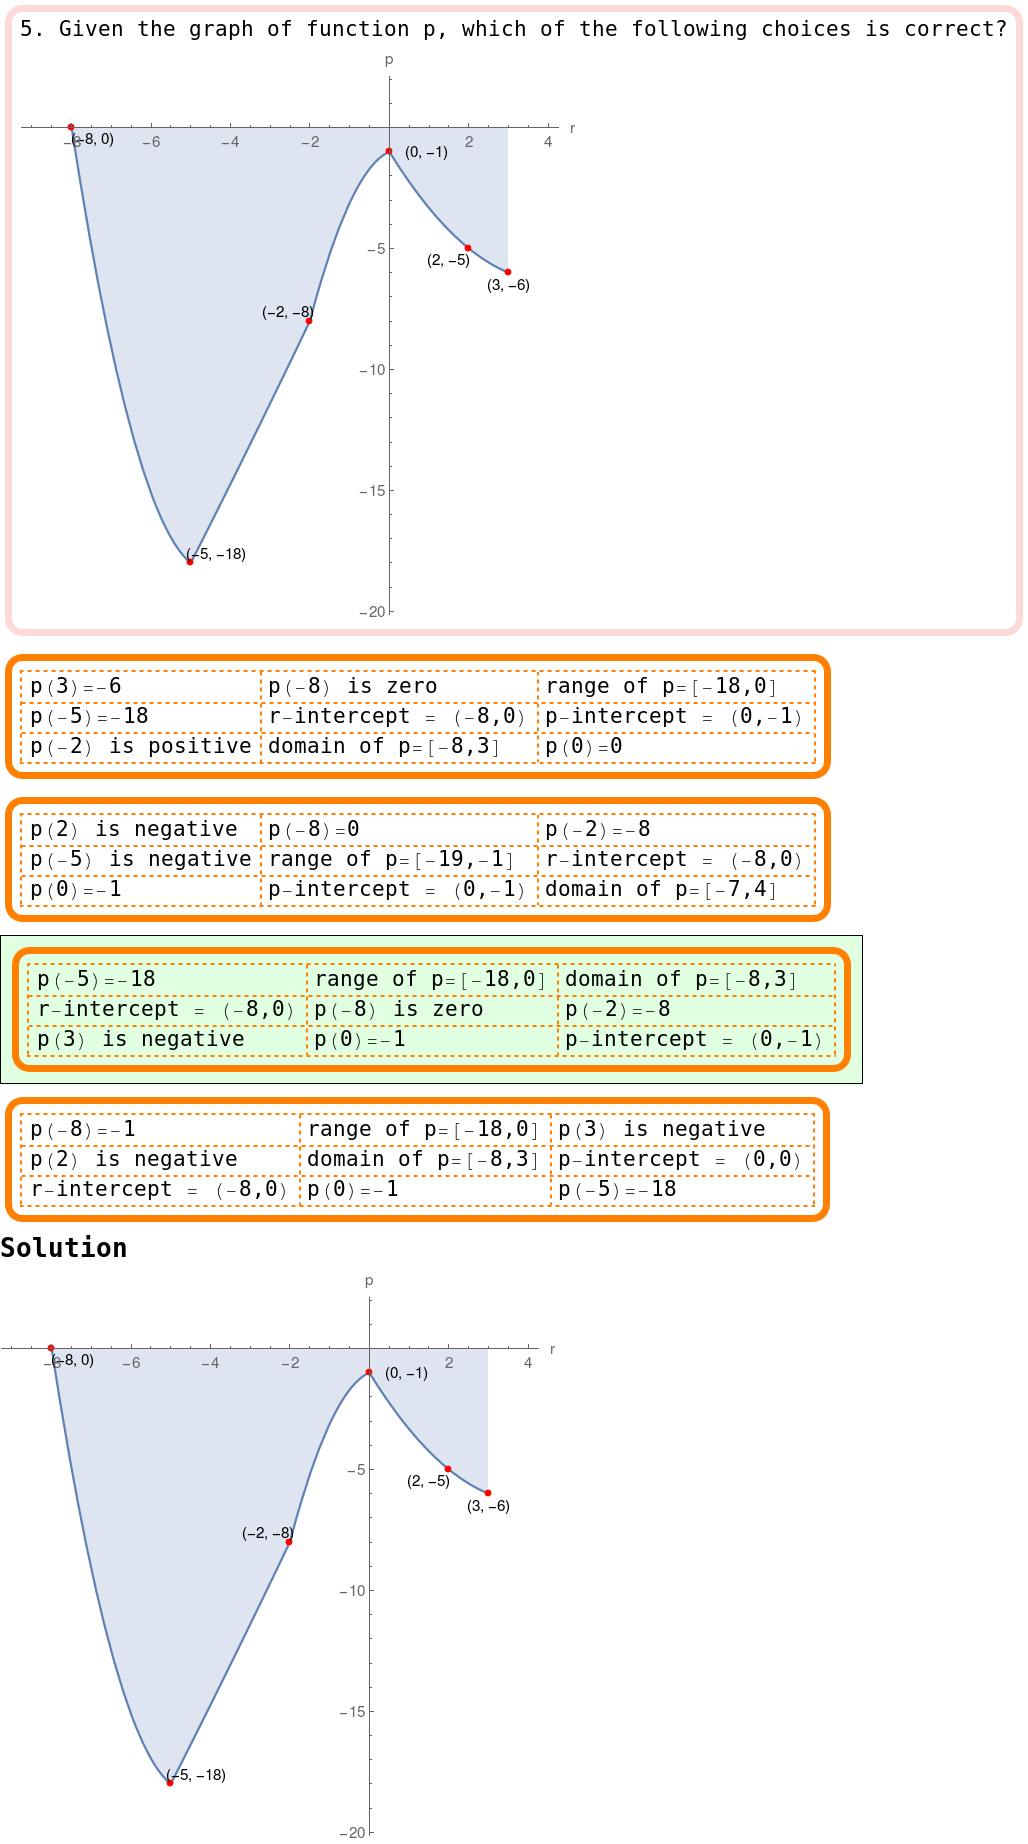 5. Given the graph of function p, which of the following choices is correct?
p
r
(−8, 0)
−8 −6 −4 −2 2 4
(0, −1)
−5
(2, −5)
(3, −6)
(−2, −8)
−10
−15
(−5, −18)
−20
p(3)=-6 p(-8) is zero range of p=[-18,0]
p(-5)=-18 r-intercept = (-8,0) p-intercept = (0,-1)
p(-2) is positive domain of p=[-8,3] p(0)=0
p(2) is negative p(-8)=0 p(-2)=-8
p(-5) is negative range of p=[-19,-1] r-intercept = (-8,0)
p(0)=-1 p-intercept = (0,-1) domain of p=[-7,4]
p(-5)=-18 range of p=[-18,0] domain of p=[-8,3]
r-intercept = (-8,0) p(-8) is zero p(-2)=-8
p(3) is negative p(0)=-1 p-intercept = (0,-1)
p(-8)=-1 range of p=[-18,0] p(3) is negative
p(2) is negative domain of p=[-8,3] p-intercept = (0,0)
r-intercept = (-8,0) p(0)=-1 p(-5)=-18
Solution
p
r
(−8, 0)
−8 −6 −4 −2 2 4
(0, −1)
−5
(2, −5)
(3, −6)
(−2, −8)
−10
−15
(−5, −18)
−20